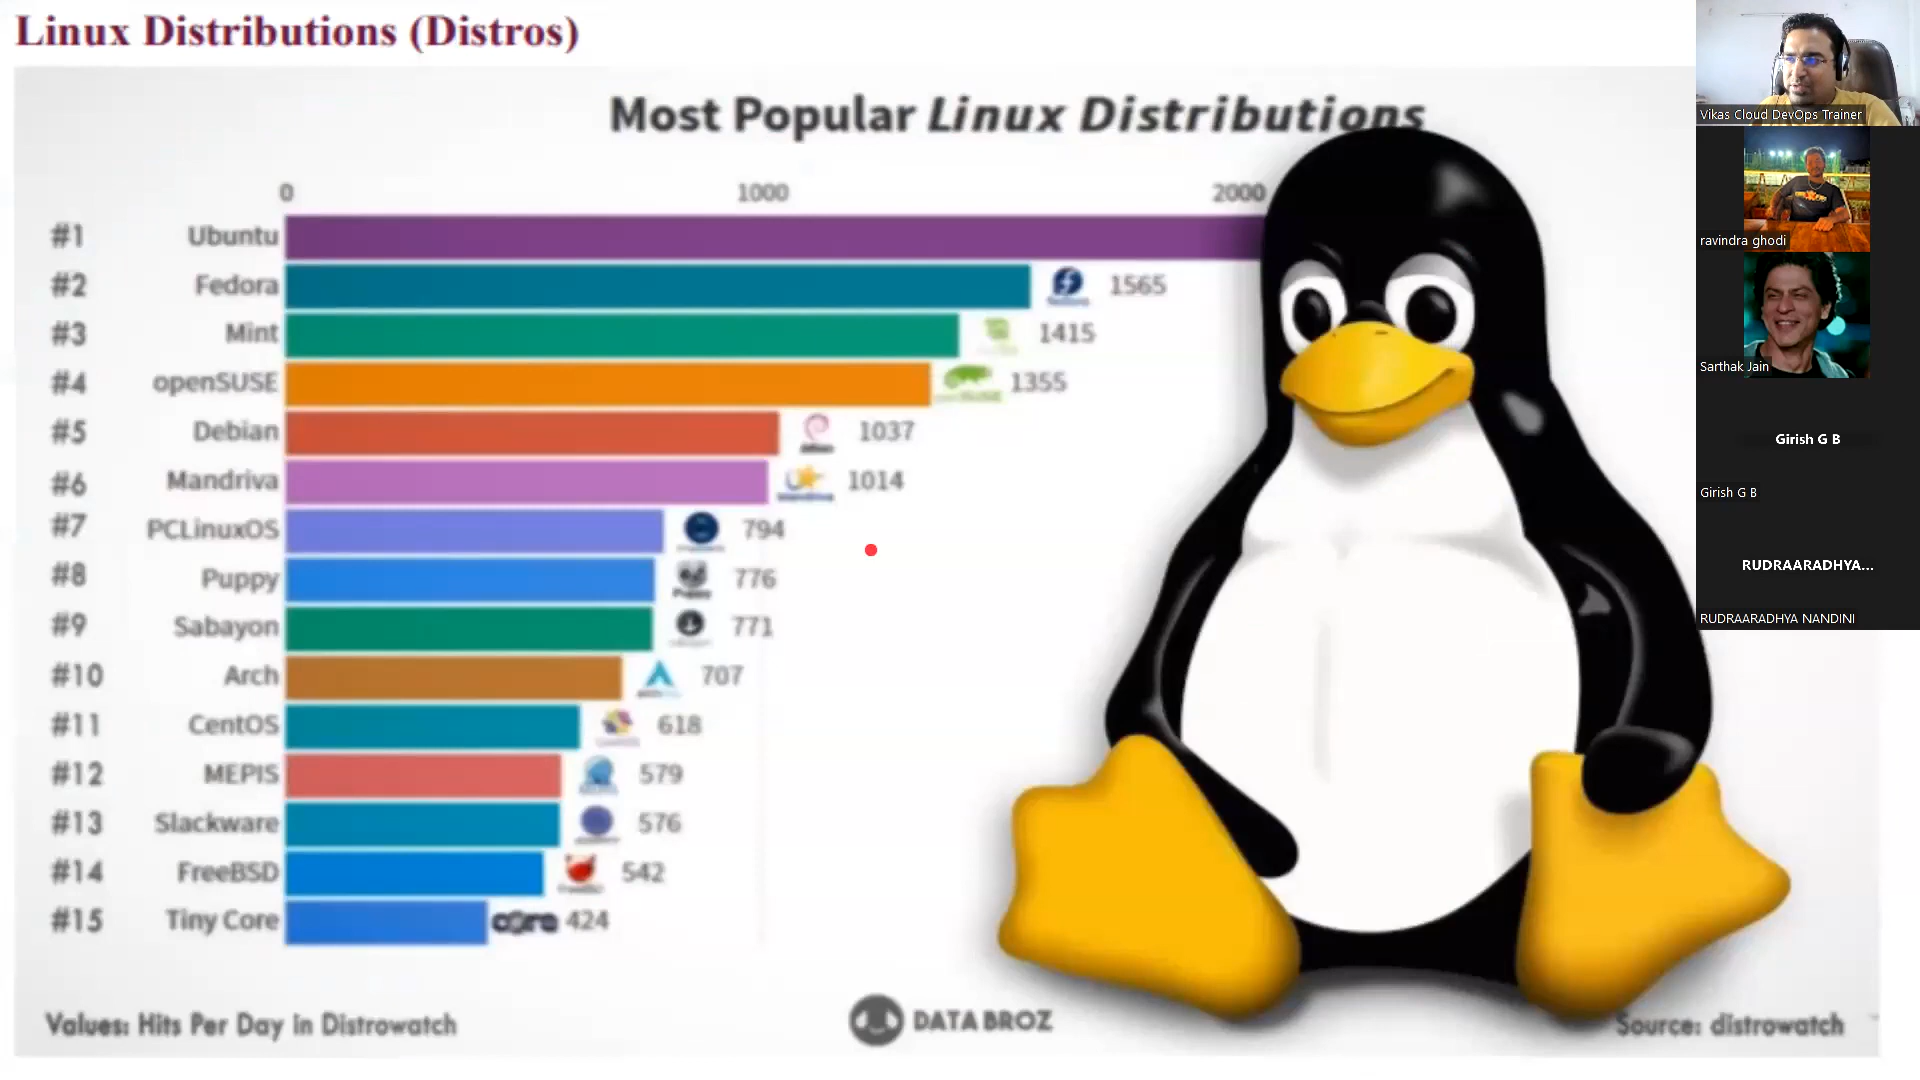 Linux Distributions (Distros)
Most Popular Linux Distributions
0 1000 2000
#1 Ubuntu
#2 Fedora 1565
#3 Mint 1415
#4 openSUSE 1355
#5 Debian 1037
#6 Mandriva 1014
#7 PCLinuxOS 794
#8 Puppy 776
#9 Sabayon 771
#10 Arch 707
#11 CentOS 618
#12 MEPIS 579
#13 Slackware 576
#14 FreeBSD 542
#15 Tiny Core core 424
Values: Hits Per Day in Distrowatch
DATA BROZ
Source: distrowatch
Vikas Cloud DevOps Trainer
ravindra ghodi
Sarthak Jain
Girish G B
Girish G B
RUDRAARADHYA...
RUDRAARADHYA NANDINI